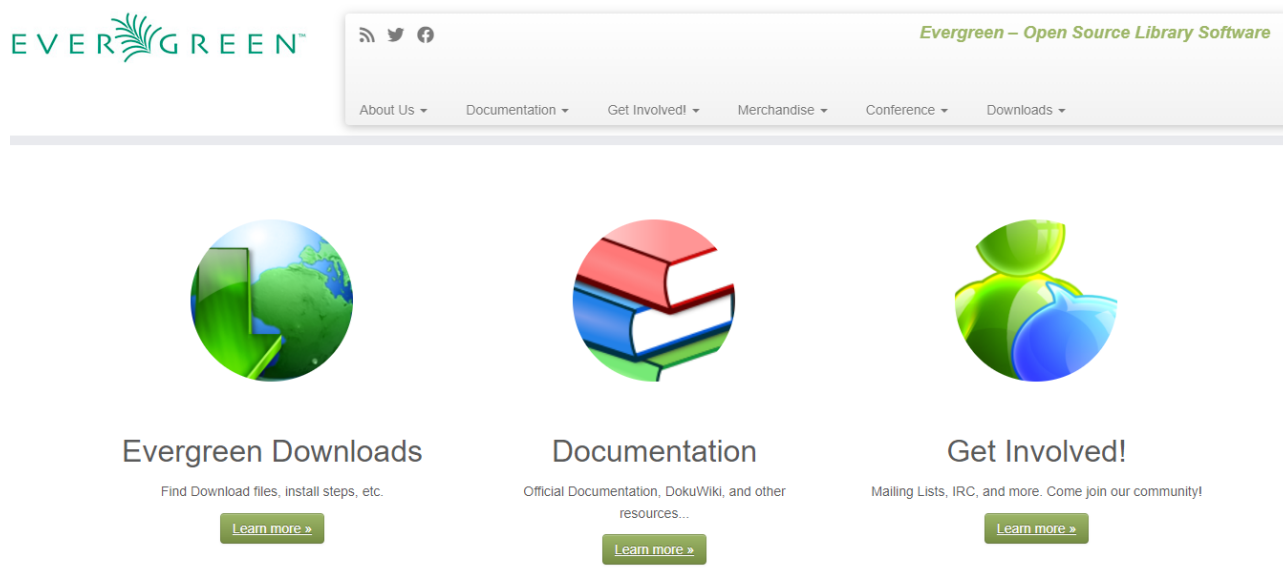 EVERGREEN™
Evergreen – Open Source Library Software
About Us Documentation Get Involved! Merchandise Conference Downloads
Evergreen Downloads
Find Download files, install steps, etc.
Learn more »
Documentation
Official Documentation, DokuWiki, and other
resources...
Learn more »
Get Involved!
Mailing Lists, IRC, and more. Come join our community!
Learn more »